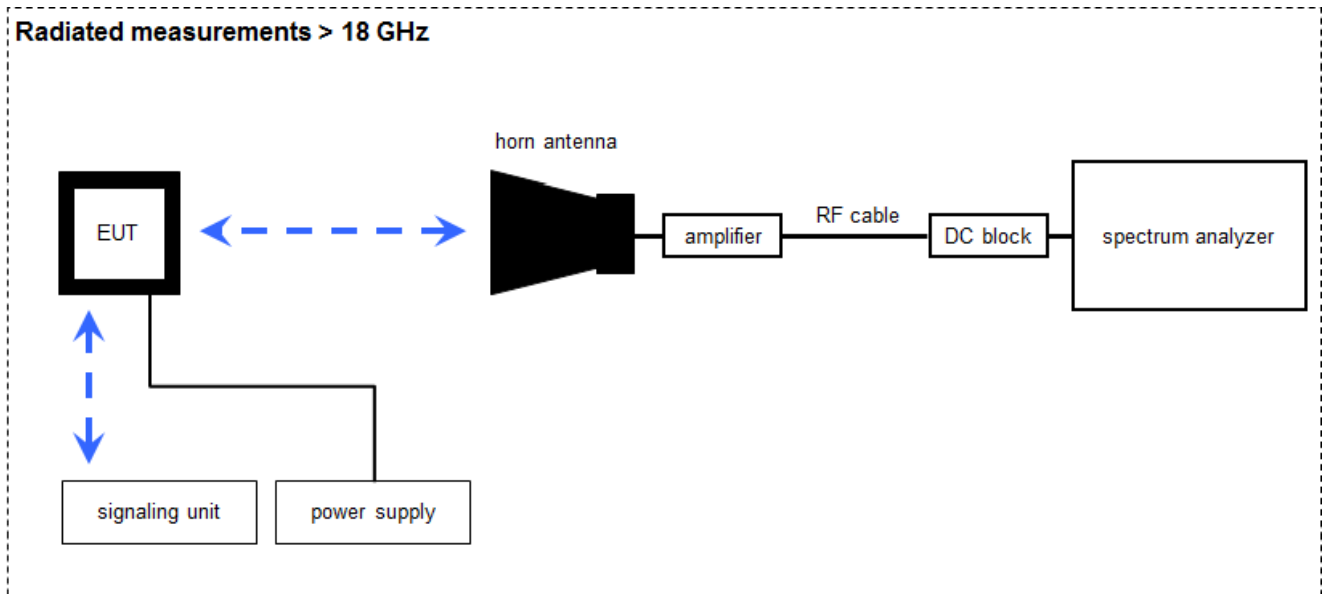 Radiated measurements > 18 GHz
horn antenna
EUT
amplifier
RF cable
DC block
spectrum analyzer
signaling unit
power supply